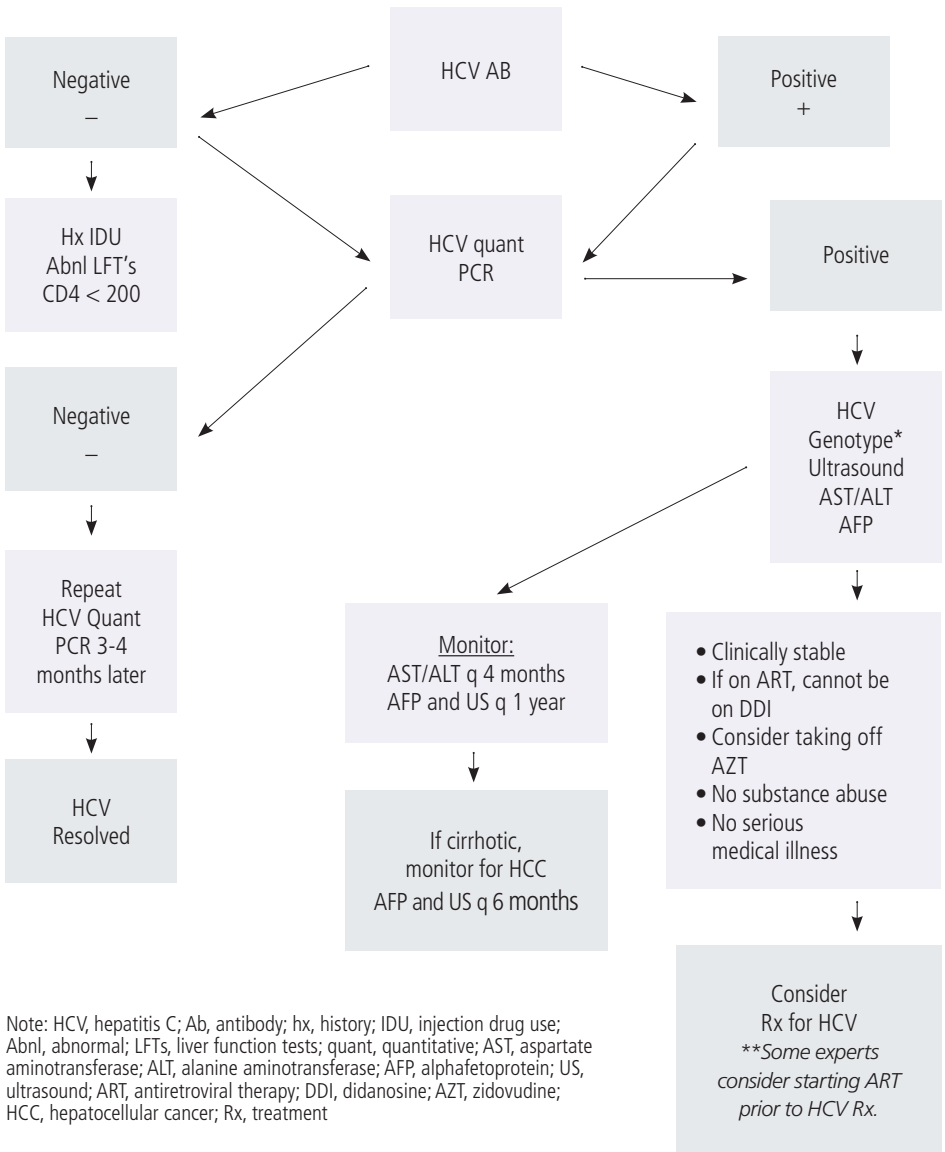 HCV AB
Negative
–
Positive
+
Hx IDU
Abnl LFT's
CD4 < 200
HCV quant
PCR
Positive
Negative
–
HCV
Genotype*
Ultrasound
AST/ALT
AFP
Repeat
HCV Quant
PCR 3-4
months later
Monitor:
AST/ALT q 4 months
AFP and US q 1 year
• Clinically stable
• If on ART, cannot be
on DDI
• Consider taking off
AZT
• No substance abuse
• No serious
medical illness
HCV
Resolved
If cirrhotic,
monitor for HCC
AFP and US q 6 months
Consider
Rx for HCV
**Some experts
consider starting ART
prior to HCV Rx.
Note: HCV, hepatitis C; Ab, antibody; hx, history; IDU, injection drug use;
Abnl, abnormal; LFTs, liver function tests; quant, quantitative; AST, aspartate
aminotransferase; ALT, alanine aminotransferase; AFP, alphafetoprotein; US,
ultrasound; ART, antiretroviral therapy; DDI, didanosine; AZT, zidovudine;
HCC, hepatocellular cancer; Rx, treatment